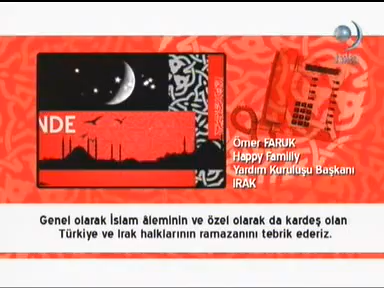 NDE
Ömer FARUK
Happy Famiily
Yardım Kuruluşu Başkanı
IRAK
Genel olarak İslam âleminin ve özel olarak da kardeş olan
Türkiye ve Irak halklarının ramazanını tebrik ederiz.